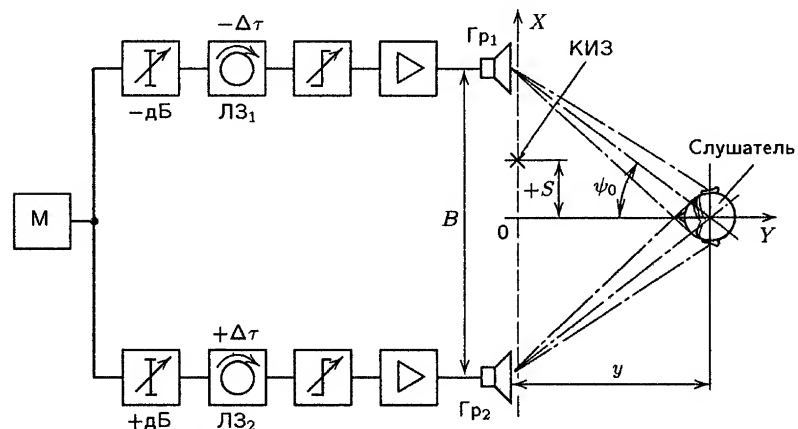 −Δτ
Гр₁
X
КИЗ
−дБ
ЛЗ₁
Слушатель
+S
ψ₀
М
B
0
Y
+Δτ
y
+дБ
ЛЗ₂
Гр₂